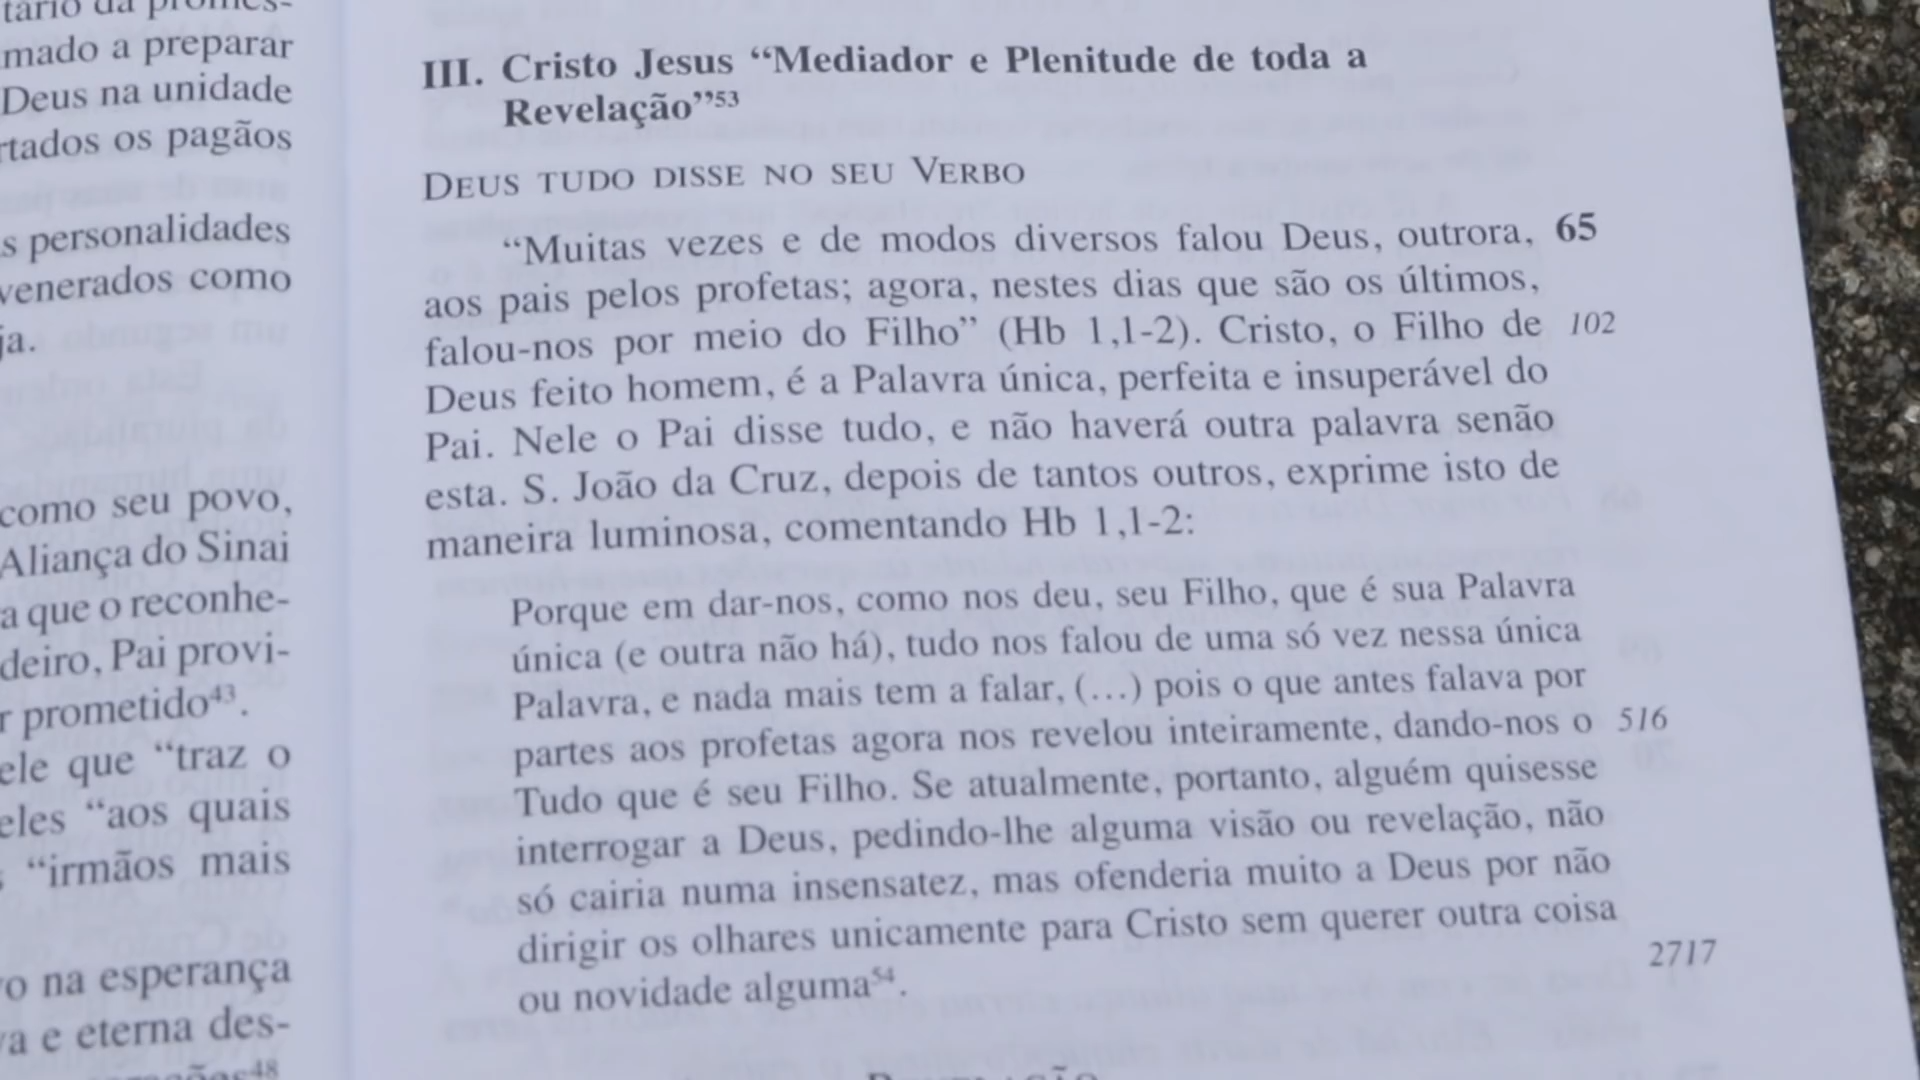 mado a preparar
Deus na unidade
os pagãos
personalidades
venerados como
como seu povo,
Aliança do Sinai
a que o reconhe-
Pai provi-
prometido⁴³.
ele que “traz o
eles “aos quais
“irmãos mais
na esperança
e eterna des-
III. Cristo Jesus “Mediador e Plenitude de toda a
Revelação”⁵³
DEUS TUDO DISSE NO SEU VERBO
“Muitas vezes e de modos diversos falou Deus, outrora, 65
aos pais pelos profetas; agora, nestes dias que são os últimos,
falou-nos por meio do Filho” (Hb 1,1-2). Cristo, o Filho de 102
Deus feito homem, é a Palavra única, perfeita e insuperável do
Pai. Nele o Pai disse tudo, e não haverá outra palavra senão
esta. S. João da Cruz, depois de tantos outros, exprime isto de
maneira luminosa, comentando Hb 1,1-2:
Porque em dar-nos, como nos deu, seu Filho, que é sua Palavra
única (e outra não há), tudo nos falou de uma só vez nessa única
Palavra, e nada mais tem a falar, (...) pois o que antes falava por
partes aos profetas agora nos revelou inteiramente, dando-nos o 516
Tudo que é seu Filho. Se atualmente, portanto, alguém quisesse
interrogar a Deus, pedindo-lhe alguma visão ou revelação, não
só cairia numa insensatez, mas ofenderia muito a Deus por não
dirigir os olhares unicamente para Cristo sem querer outra coisa
ou novidade alguma⁵⁴. 2717